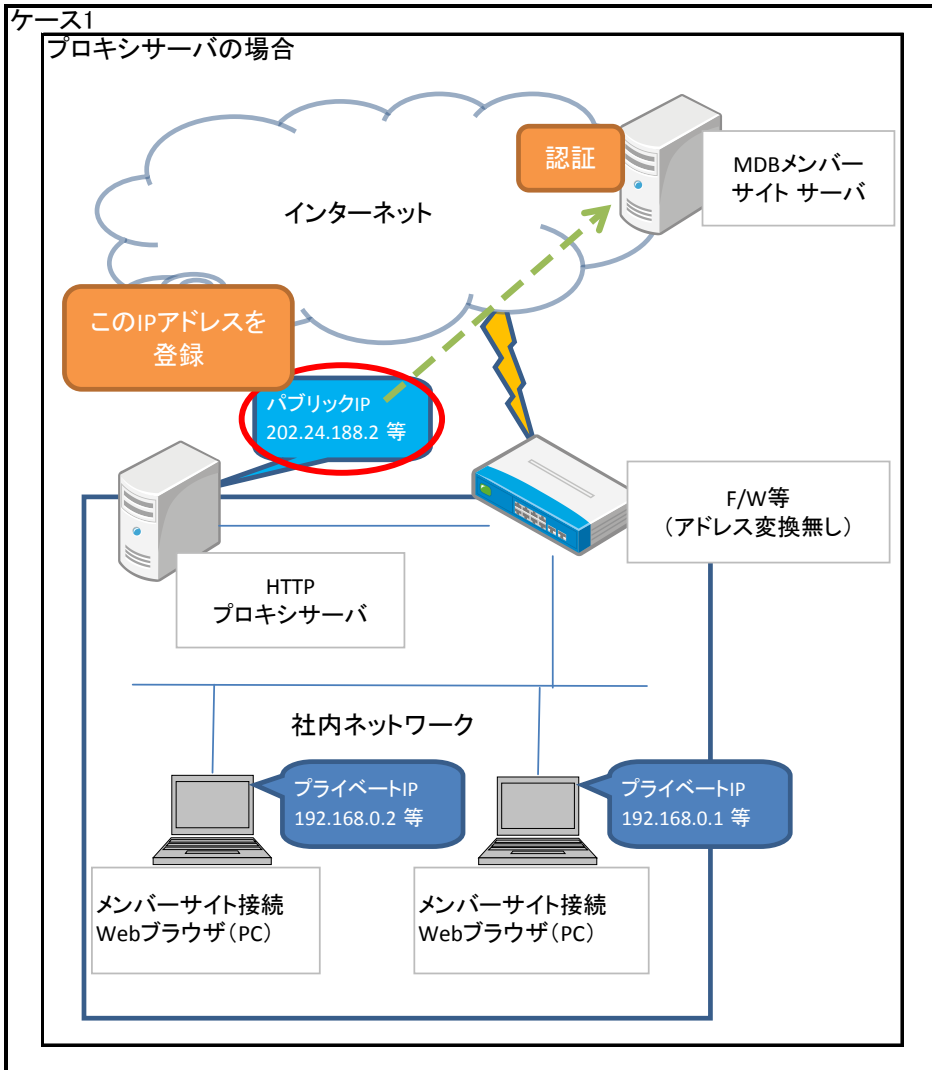 ケース1
プロキシサーバの場合
認証
MDBメンバー
サイト サーバ
インターネット
このIPアドレスを
登録
パブリックIP
202.24.188.2 等
F/W等
（アドレス変換無し）
HTTP
プロキシサーバ
社内ネットワーク
プライベートIP
192.168.0.2 等
プライベートIP
192.168.0.1 等
メンバーサイト接続
Webブラウザ（PC）
メンバーサイト接続
Webブラウザ（PC）